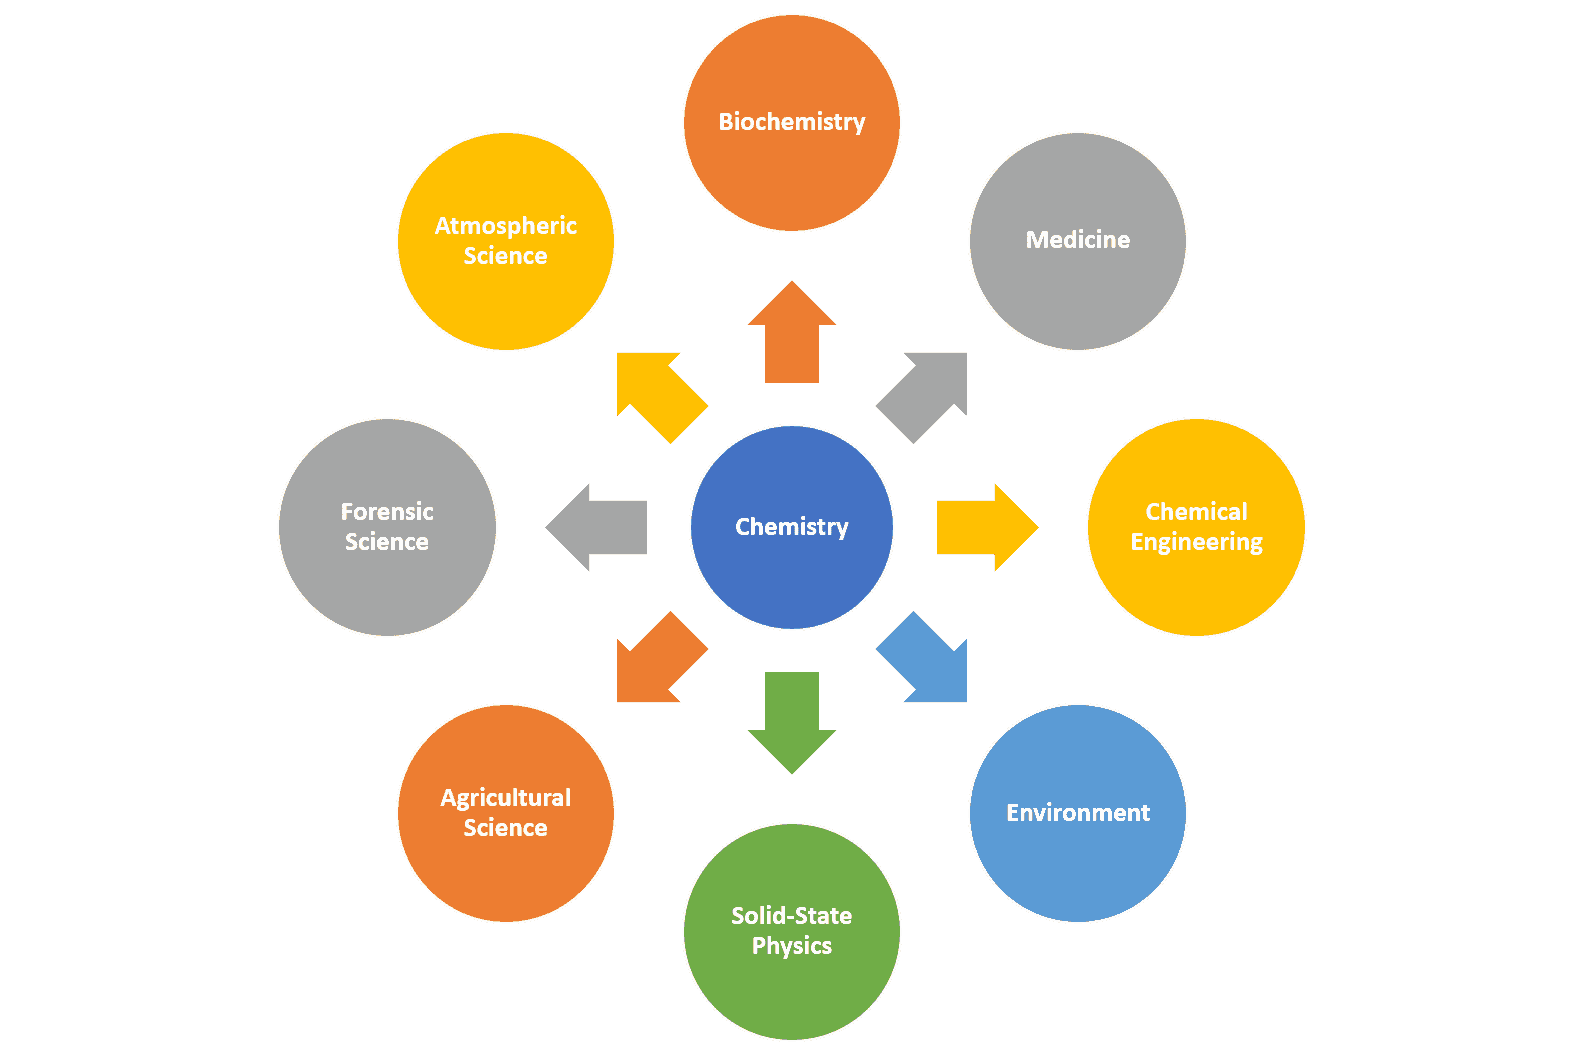 Biochemistry
Atmospheric
Science
Medicine
Forensic
Science
Chemistry
Chemical
Engineering
Agricultural
Science
Environment
Solid-State
Physics